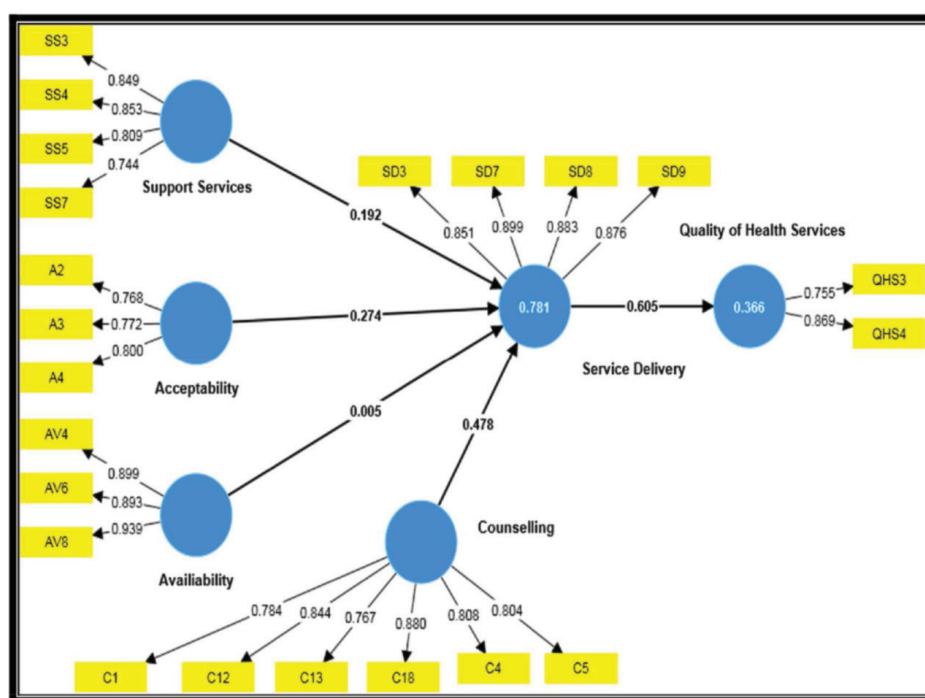 SS3
0.849
SS4
0.853
SS5
0.809
0.744
SS7
Support Services
0.192
SD3
SD7
SD8
SD9
0.851
0.899
0.883
0.876
Quality of Health Services
A2
0.768
A3
0.772
0.800
A4
Acceptability
0.274
0.781
0.605
0.366
0.755
QHS3
0.869
QHS4
Service Delivery
AV4
0.899
AV6
0.893
0.939
AV8
Availiability
0.005
0.478
Counselling
0.784
0.844
0.767
0.880
0.808
0.804
C1
C12
C13
C18
C4
C5